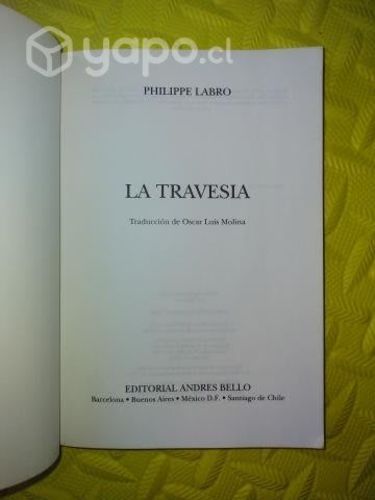 yapo.cl
PHILIPPE LABRO
LA TRAVESIA
Traducción de Oscar Luis Molina
EDITORIAL ANDRES BELLO
Barcelona • Buenos Aires • México D.F. • Santiago de Chile